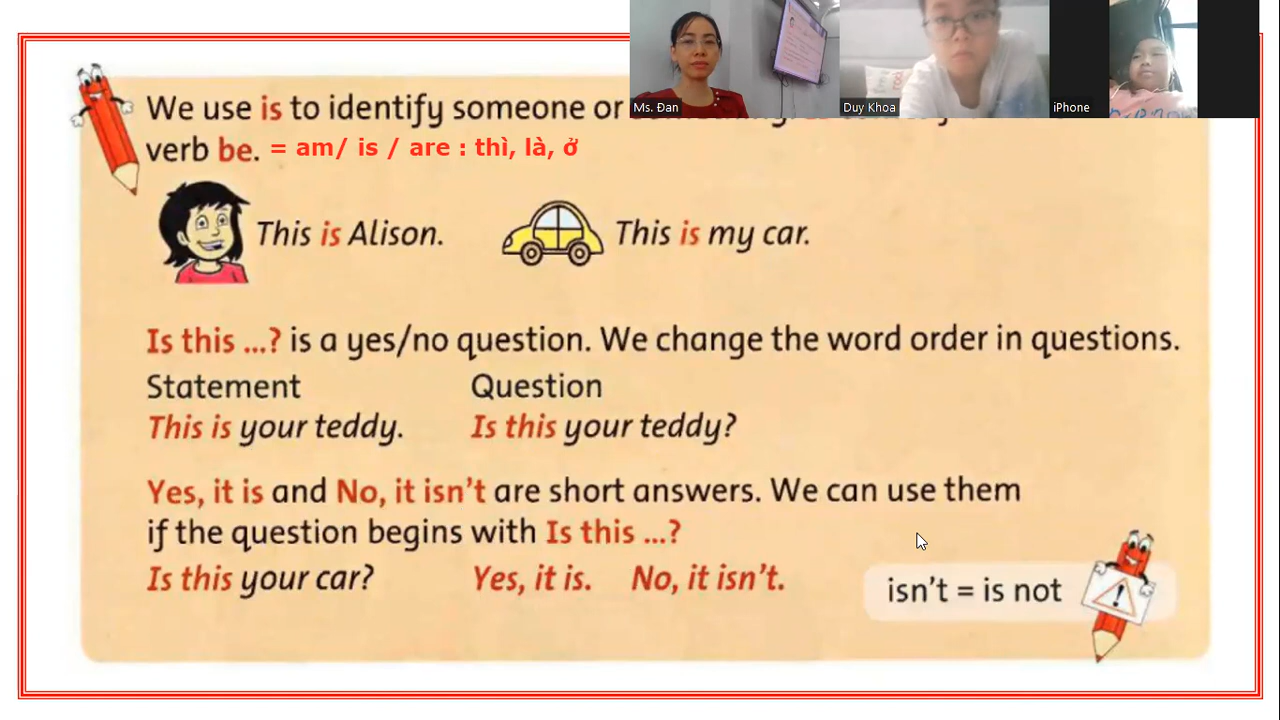 Ms. Đan
Duy Khoa
iPhone
We use is to identify someone or
verb be. = am/ is / are : thì, là, ở
This is Alison.
This is my car.
Is this ...? is a yes/no question. We change the word order in questions.
Statement
Question
This is your teddy.
Is this your teddy?
Yes, it is and No, it isn't are short answers. We can use them
if the question begins with Is this ...?
Is this your car?
Yes, it is.
No, it isn't.
isn't = is not
!